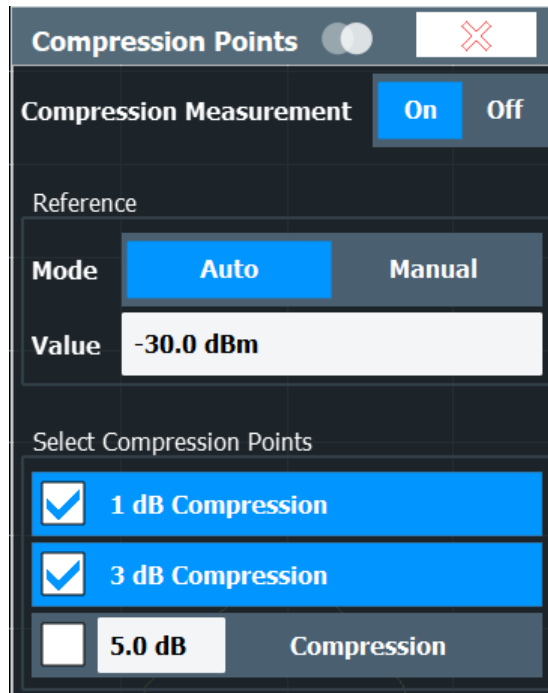 Compression Points
Compression Measurement On Off
Reference
Mode Auto Manual
Value -30.0 dBm
Select Compression Points
1 dB Compression
3 dB Compression
5.0 dB Compression